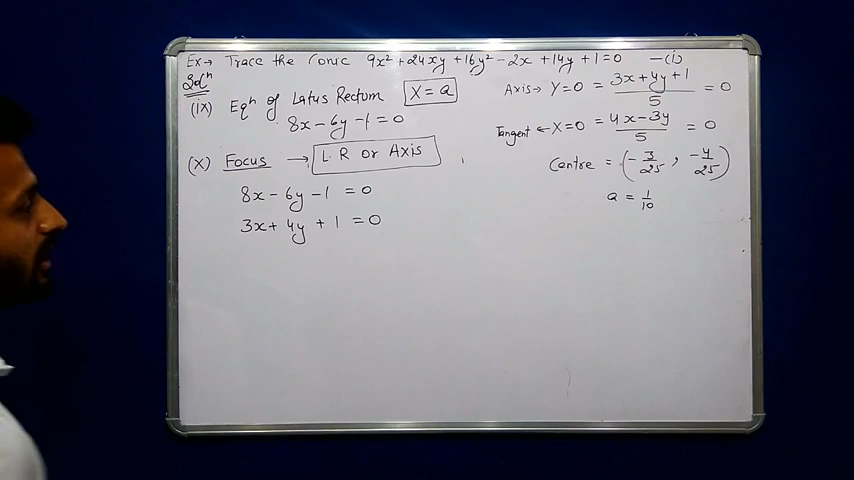 Ex→ Trace the Conic 9x² + 24xy + 16y² - 2x + 14y + 1 = 0 —(i)
Solⁿ
(ix) Eqⁿ of Latus Rectum X = a
8x - 6y - 1 = 0
(X) Focus → L.R or Axis
8x - 6y - 1 = 0
3x + 4y + 1 = 0
Axis → Y = 0 = 3x + 4y + 1 / 5 = 0
Tangent ← X = 0 = 4x - 3y / 5 = 0
Centre = (-3/25, -4/25)
a = 1/10